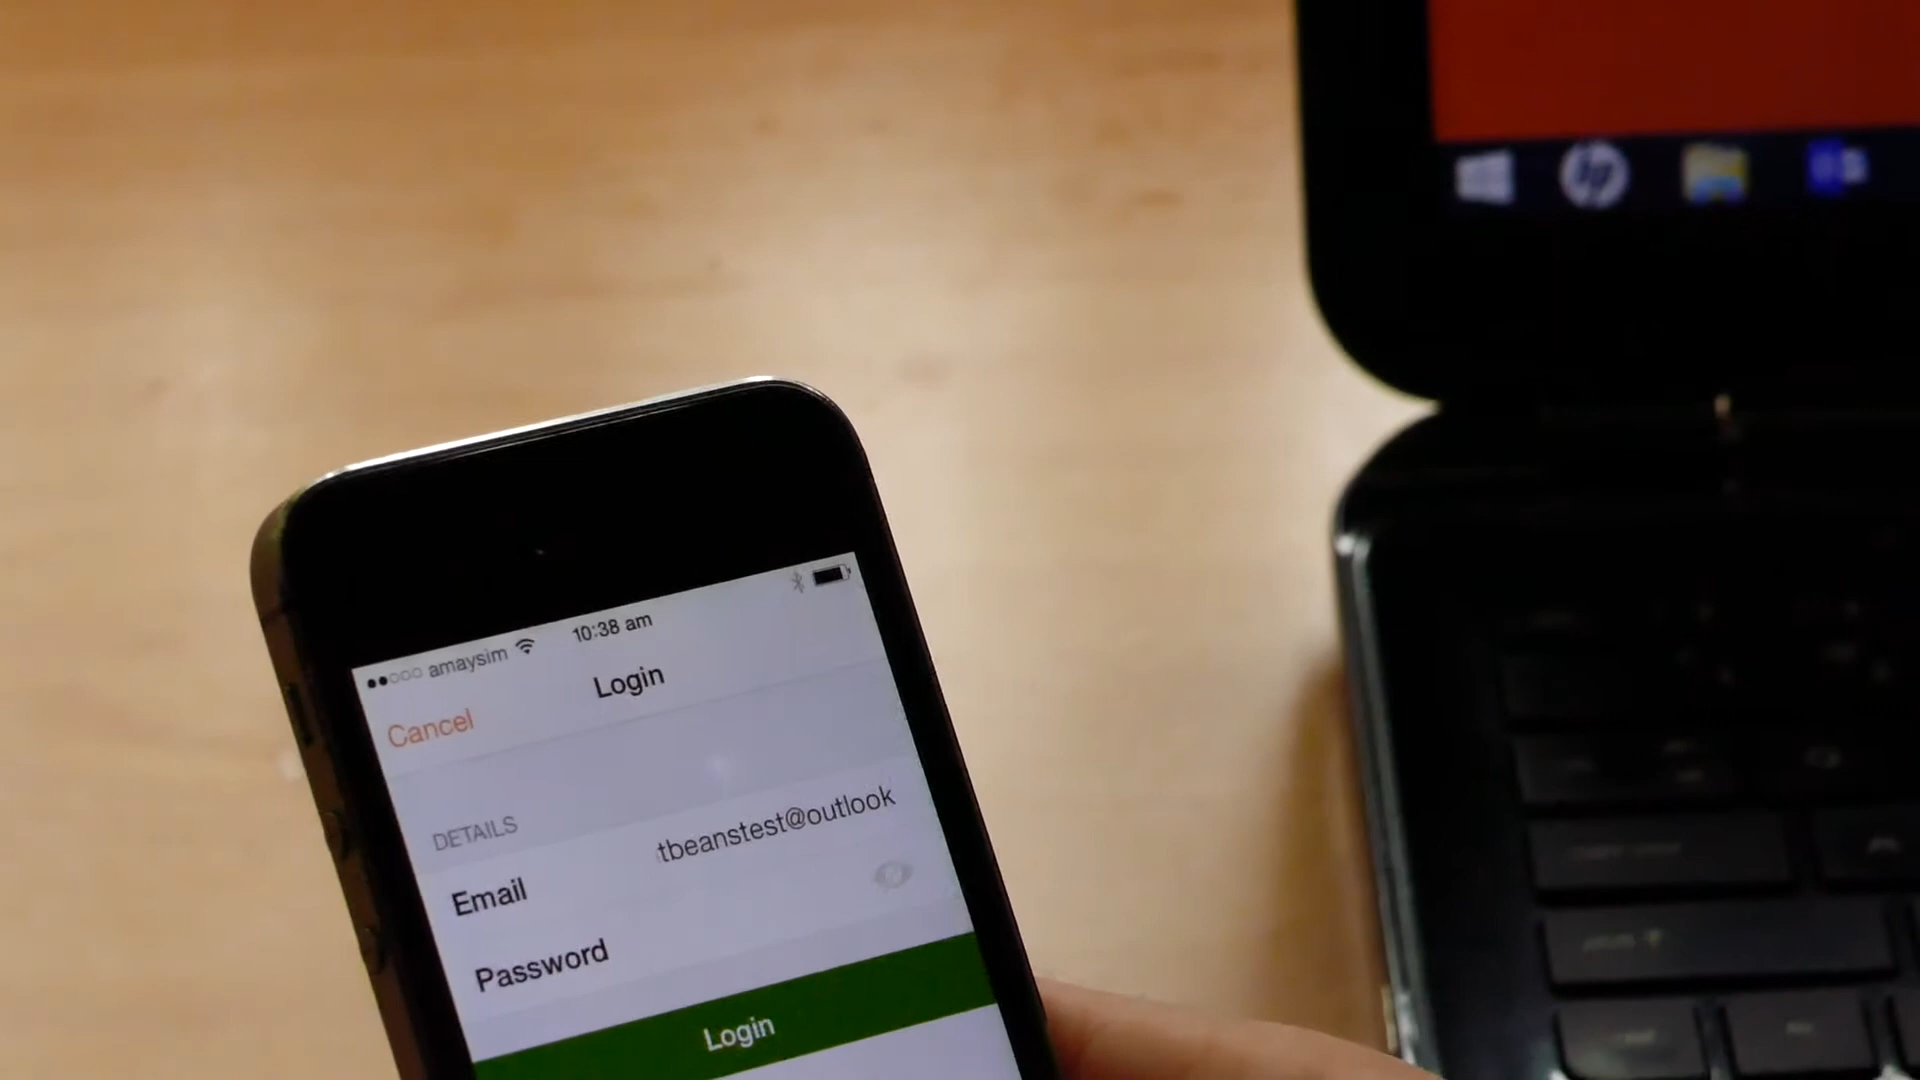 amaysim 10:38 am
Cancel Login
DETAILS
Email tbeanstest@outlook
Password
Login
hp